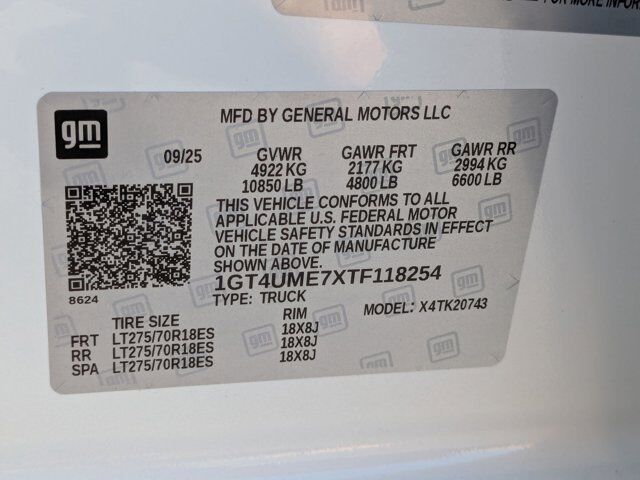 FOR MORE INFOR
gm
MFD BY GENERAL MOTORS LLC
09/25 GVWR GAWR FRT GAWR RR
4922 KG 2177 KG 2994 KG
10850 LB 4800 LB 6600 LB
THIS VEHICLE CONFORMS TO ALL
APPLICABLE U.S. FEDERAL MOTOR
VEHICLE SAFETY STANDARDS IN EFFECT
ON THE DATE OF MANUFACTURE
SHOWN ABOVE.
8624
1GT4UME7XTF118254
TYPE: TRUCK MODEL: X4TK20743
TIRE SIZE RIM
FRT LT275/70R18ES 18X8J
RR LT275/70R18ES 18X8J
SPA LT275/70R18ES 18X8J